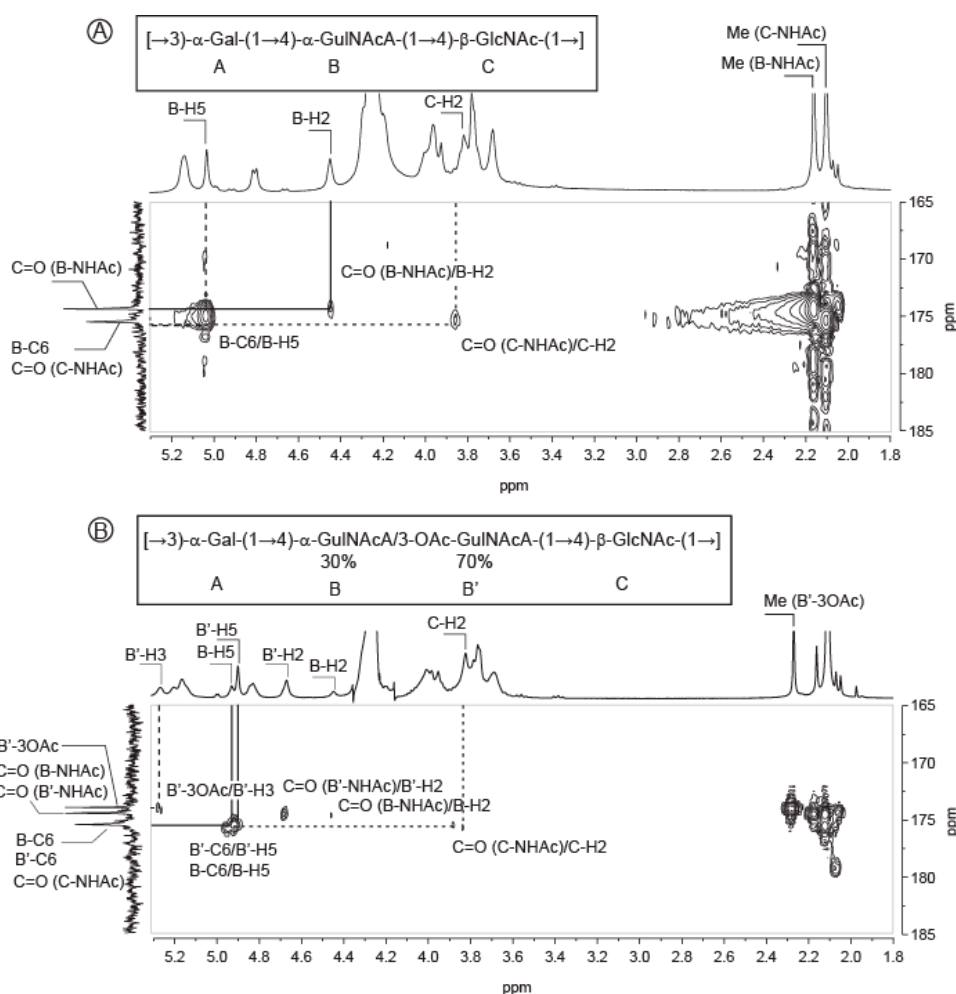 A
[→3)-α-Gal-(1→4)-α-GulNAcA-(1→4)-β-GlcNAc-(1→]
A B C
Me (C-NHAc)
Me (B-NHAc)
B-H5
B-H2
C-H2
165
170
175
180
185
ppm
C=O (B-NHAc)
B-C6
C=O (C-NHAc)
C=O (B-NHAc)/B-H2
B-C6/B-H5
C=O (C-NHAc)/C-H2
5.2 5.0 4.8 4.6 4.4 4.2 4.0 3.8 3.6 3.4 3.2 3.0 2.8 2.6 2.4 2.2 2.0 1.8
ppm
B
[→3)-α-Gal-(1→4)-α-GulNAcA/3-OAc-GulNAcA-(1→4)-β-GlcNAc-(1→]
30% 70%
A B B' C
Me (B'-3OAc)
B'-H3
B-H5
B'-H5
B'-H2
B-H2
C-H2
165
170
175
180
185
ppm
B'-3OAc
C=O (B-NHAc)
C=O (B'-NHAc)
B-C6
B'-C6
C=O (C-NHAc)
B'-3OAc/B'-H3
C=O (B'-NHAc)/B'-H2
C=O (B-NHAc)/B-H2
B'-C6/B'-H5
B-C6/B-H5
C=O (C-NHAc)/C-H2
5.2 5.0 4.8 4.6 4.4 4.2 4.0 3.8 3.6 3.4 3.2 3.0 2.8 2.6 2.4 2.2 2.0 1.8
ppm